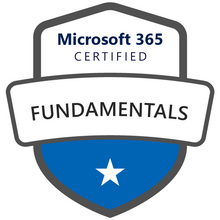 Microsoft 365
CERTIFIED
FUNDAMENTALS